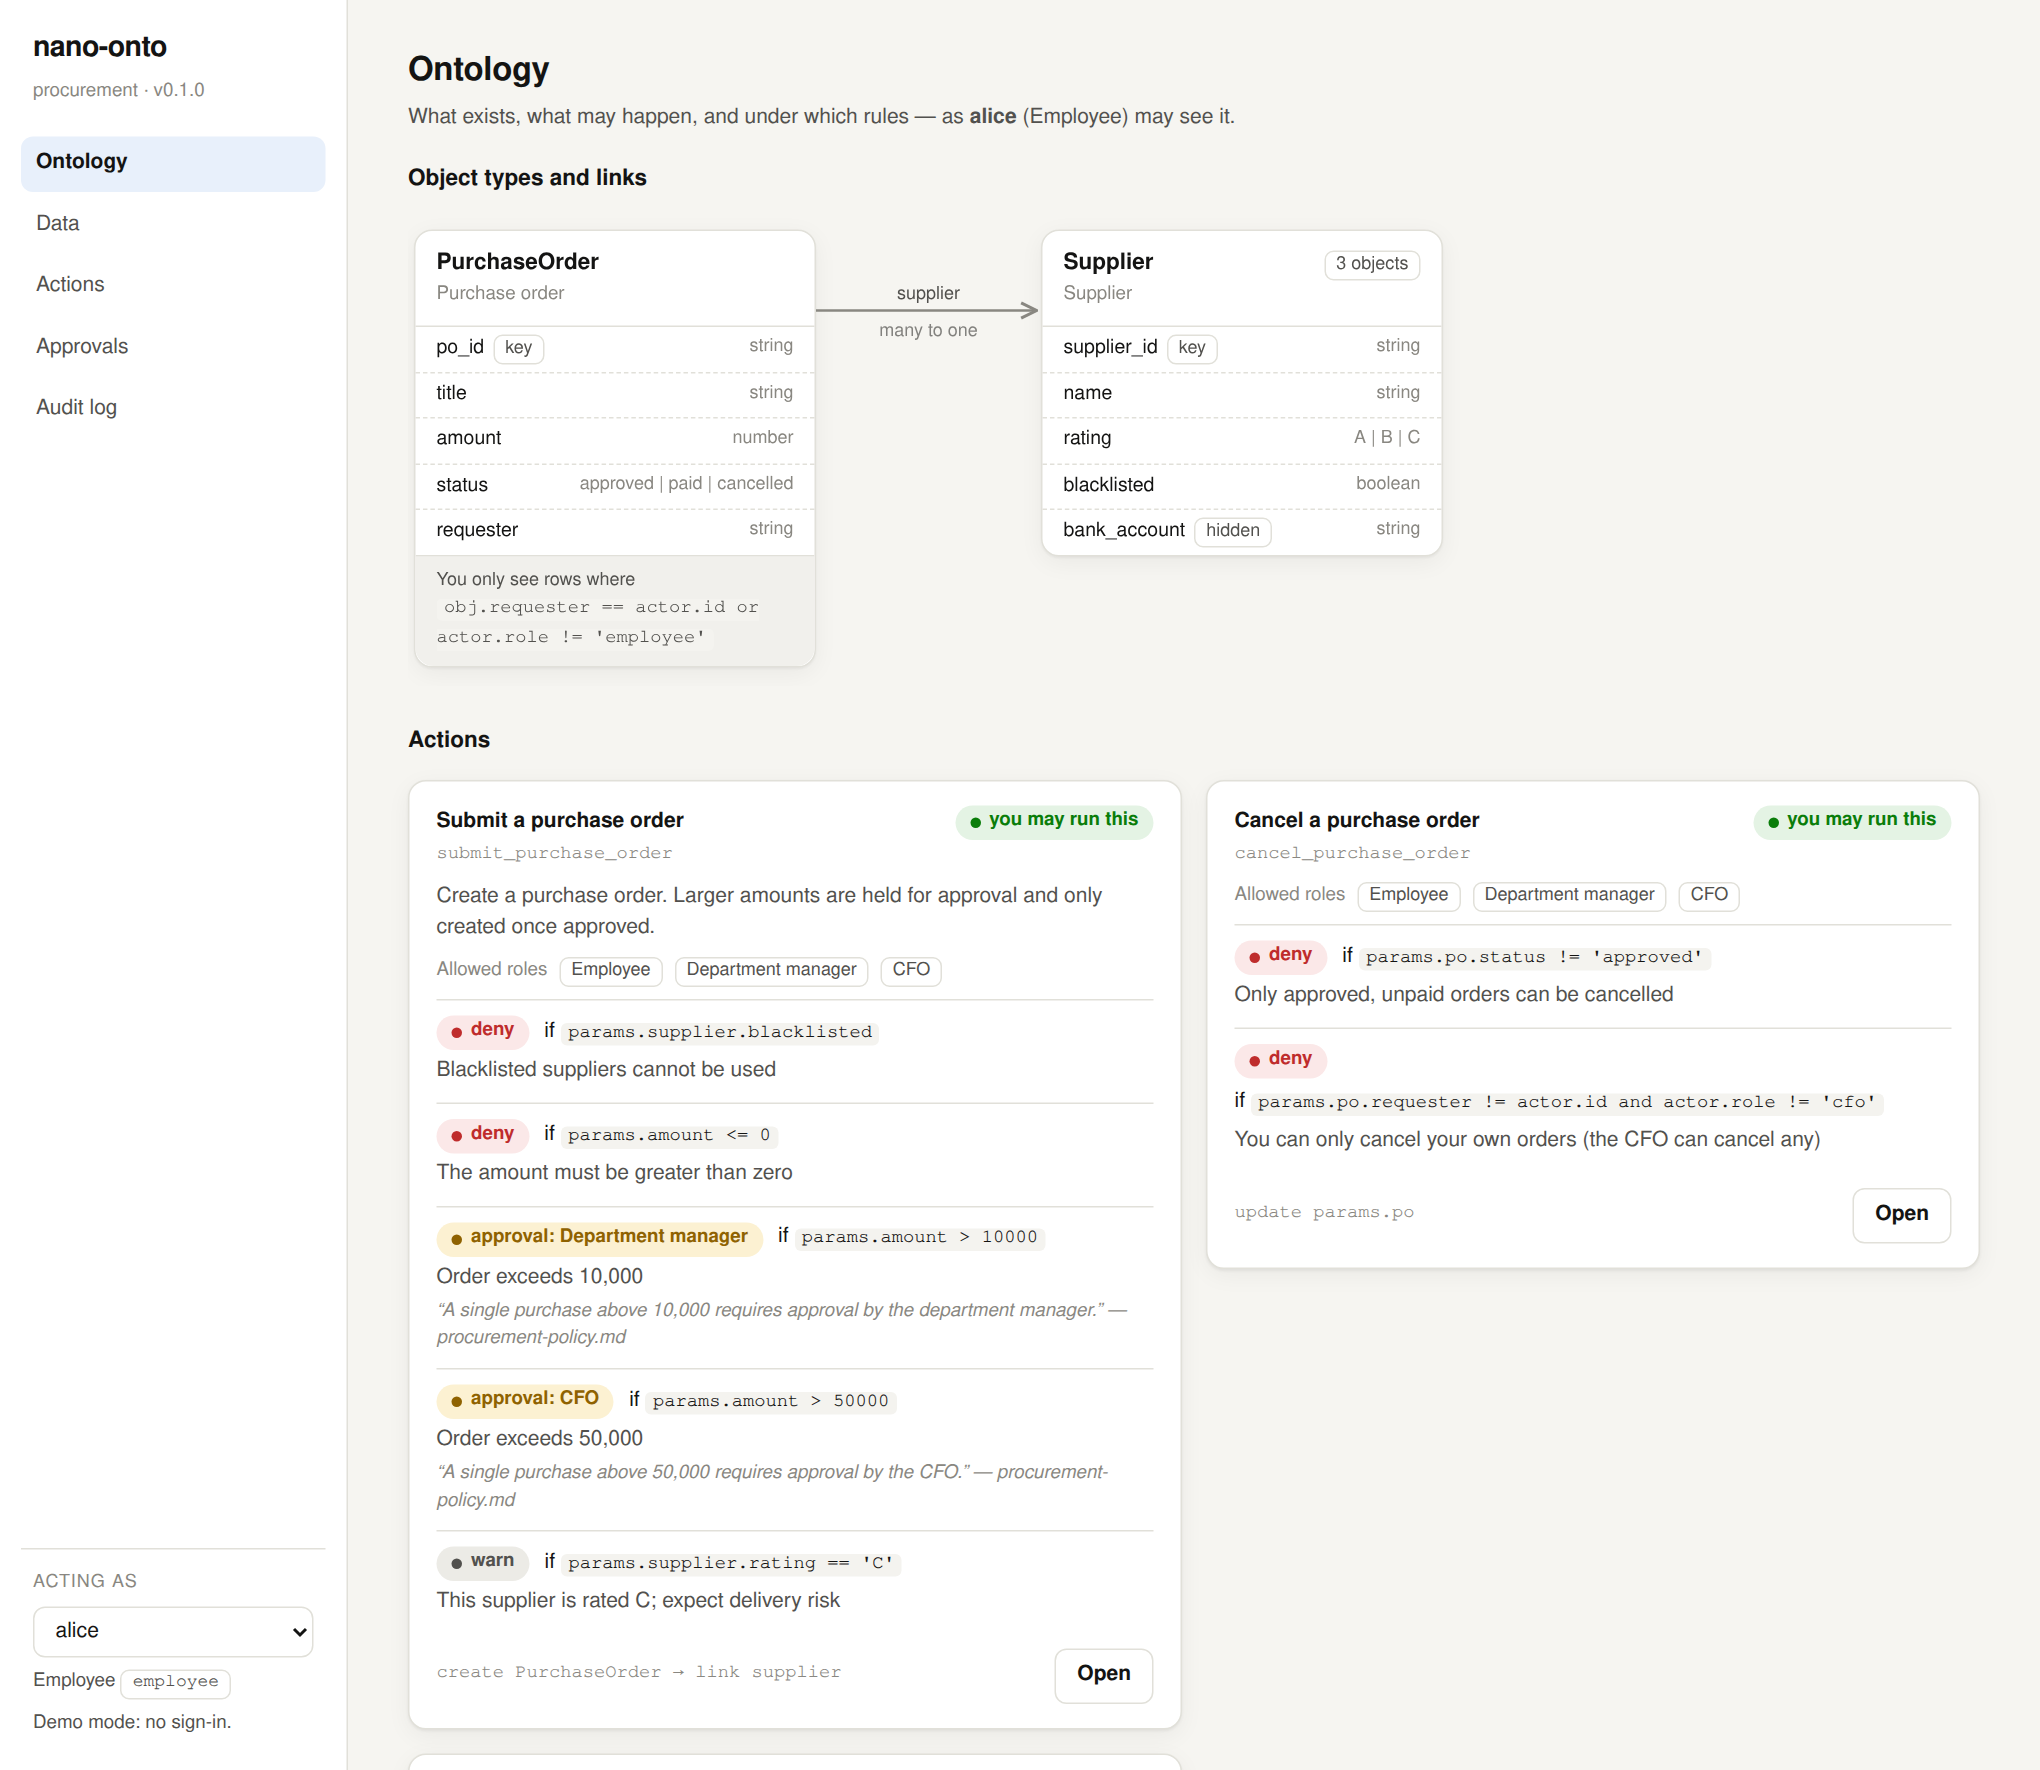 nano-onto
procurement · v0.1.0
Ontology
Data
Actions
Approvals
Audit log
ACTING AS
alice
Employee employee
Demo mode: no sign-in.
Ontology
What exists, what may happen, and under which rules — as alice (Employee) may see it.
Object types and links
PurchaseOrder
Purchase order
po_id key string
title string
amount number
status approved | paid | cancelled
requester string
You only see rows where
obj.requester == actor.id or
actor.role != 'employee'
supplier
many to one
Supplier 3 objects
Supplier
supplier_id key string
name string
rating A | B | C
blacklisted boolean
bank_account hidden string
Actions
Submit a purchase order you may run this
submit_purchase_order
Create a purchase order. Larger amounts are held for approval and only
created once approved.
Allowed roles Employee Department manager CFO
deny if params.supplier.blacklisted
Blacklisted suppliers cannot be used
deny if params.amount <= 0
The amount must be greater than zero
approval: Department manager if params.amount > 10000
Order exceeds 10,000
“A single purchase above 10,000 requires approval by the department manager.” —
procurement-policy.md
approval: CFO if params.amount > 50000
Order exceeds 50,000
“A single purchase above 50,000 requires approval by the CFO.” — procurement-
policy.md
warn if params.supplier.rating == 'C'
This supplier is rated C; expect delivery risk
create PurchaseOrder → link supplier Open
Cancel a purchase order you may run this
cancel_purchase_order
Allowed roles Employee Department manager CFO
deny if params.po.status != 'approved'
Only approved, unpaid orders can be cancelled
deny
if params.po.requester != actor.id and actor.role != 'cfo'
You can only cancel your own orders (the CFO can cancel any)
update params.po Open